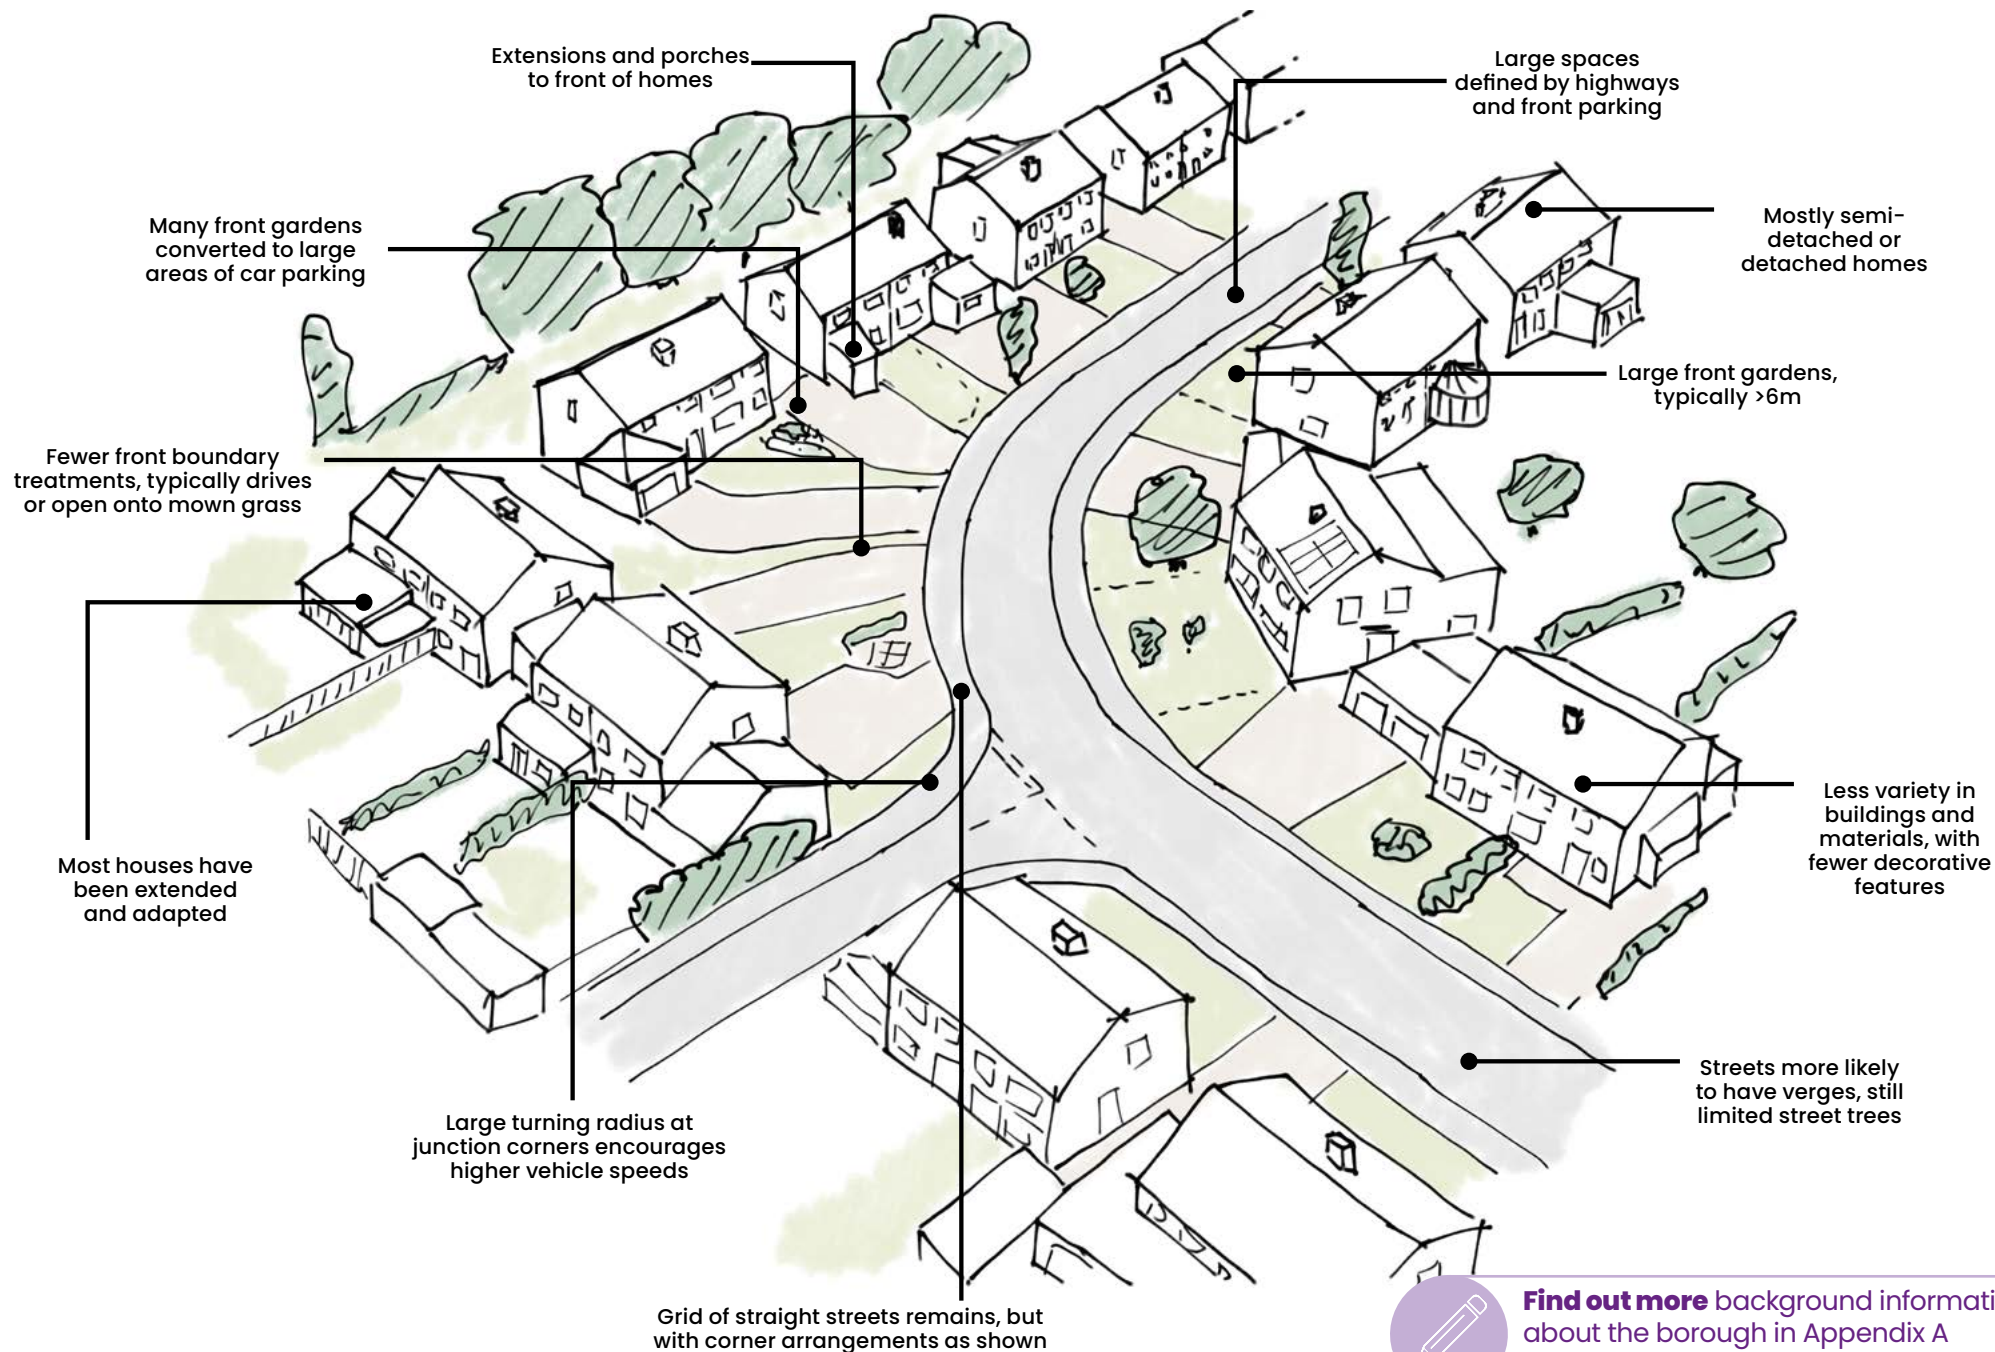 Extensions and porches
to front of homes
Large spaces
defined by highways
and front parking
Many front gardens
converted to large
areas of car parking
Mostly semi-
detached or
detached homes
Large front gardens,
typically >6m
Fewer front boundary
treatments, typically drives
or open onto mown grass
Most houses have
been extended
and adapted
Less variety in
buildings and
materials, with
fewer decorative
features
Large turning radius at
junction corners encourages
higher vehicle speeds
Streets more likely
to have verges, still
limited street trees
Grid of straight streets remains, but
with corner arrangements as shown
Find out more background informati
about the borough in Appendix A